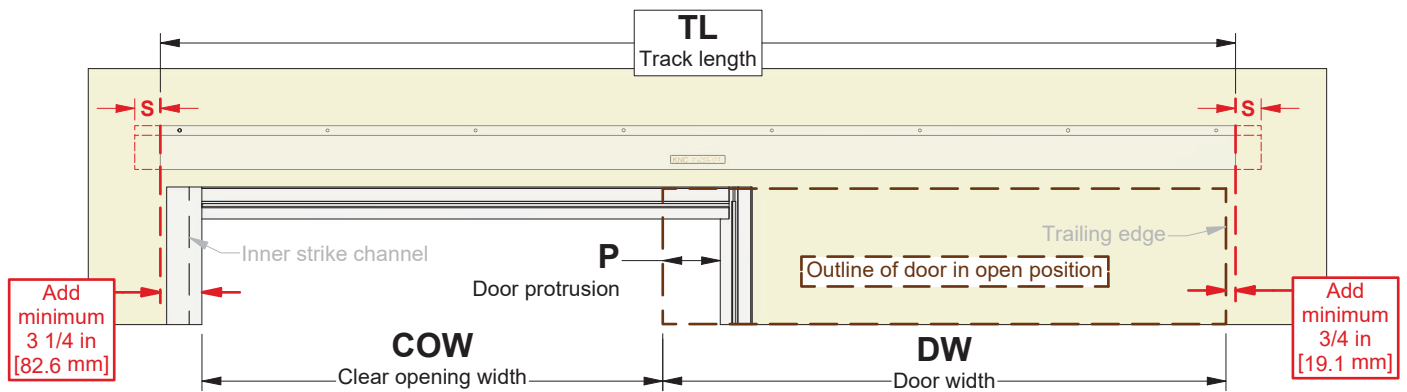 TL
Track length
S
S
KNC
Inner strike channel
Trailing edge
P
Door protrusion
Outline of door in open position
Add
minimum
3 1/4 in
[82.6 mm]
Add
minimum
3/4 in
[19.1 mm]
COW
Clear opening width
DW
Door width